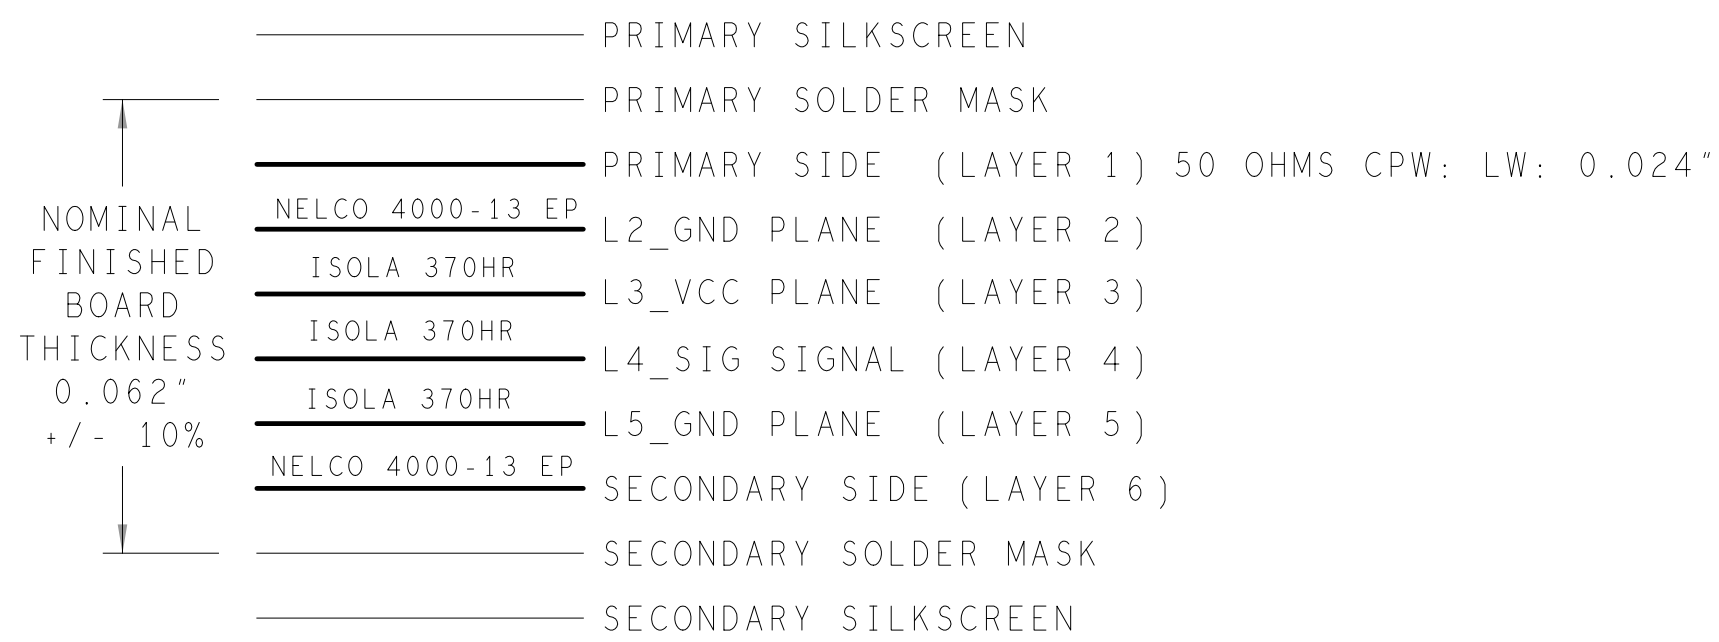 PRIMARY SILKSCREEN
PRIMARY SOLDER MASK
PRIMARY SIDE (LAYER 1) 50 OHMS CPW: LW: 0.024"
NELCO 4000-13 EP
L2_GND PLANE (LAYER 2)
ISOLA 370HR
L3_VCC PLANE (LAYER 3)
ISOLA 370HR
L4_SIG SIGNAL (LAYER 4)
ISOLA 370HR
L5_GND PLANE (LAYER 5)
NELCO 4000-13 EP
SECONDARY SIDE (LAYER 6)
SECONDARY SOLDER MASK
SECONDARY SILKSCREEN
NOMINAL
FINISHED
BOARD
THICKNESS
0.062"
+/- 10%